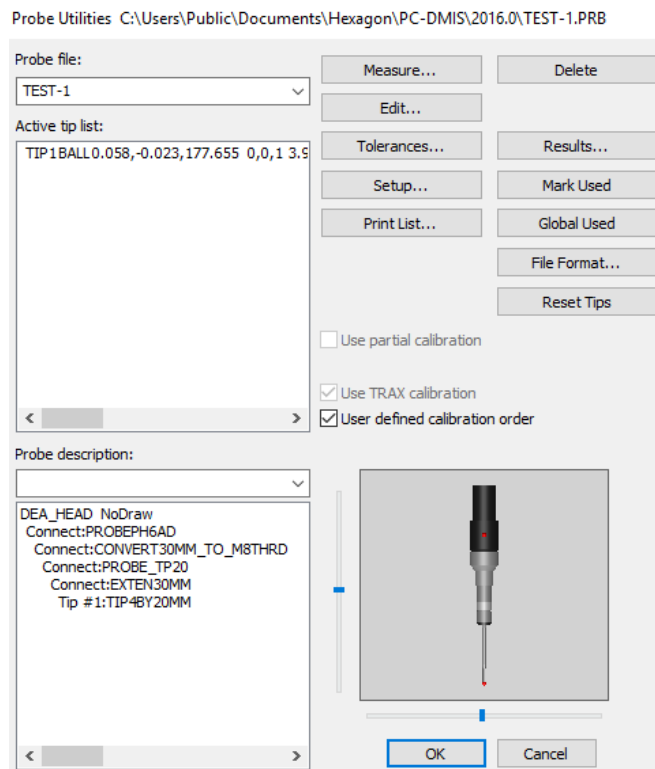 Probe Utilities C:\Users\Public\Documents\Hexagon\PC-DMIS\2016.0\TEST-1.PRB
Probe file:
TEST-1
Measure...
Delete
Edit...
Active tip list:
TIP1BALL0.058,-0.023,177.655 0,0,1 3.9
Tolerances...
Results...
Setup...
Mark Used
Print List...
Global Used
File Format...
Reset Tips
Use partial calibration
Use TRAX calibration
User defined calibration order
Probe description:
DEA_HEAD NoDraw
Connect:PROBEPH6AD
Connect:CONVERT30MM_TO_M8THRD
Connect:PROBE_TP20
Connect:EXTEN30MM
Tip #1:TIP4BY20MM
OK
Cancel